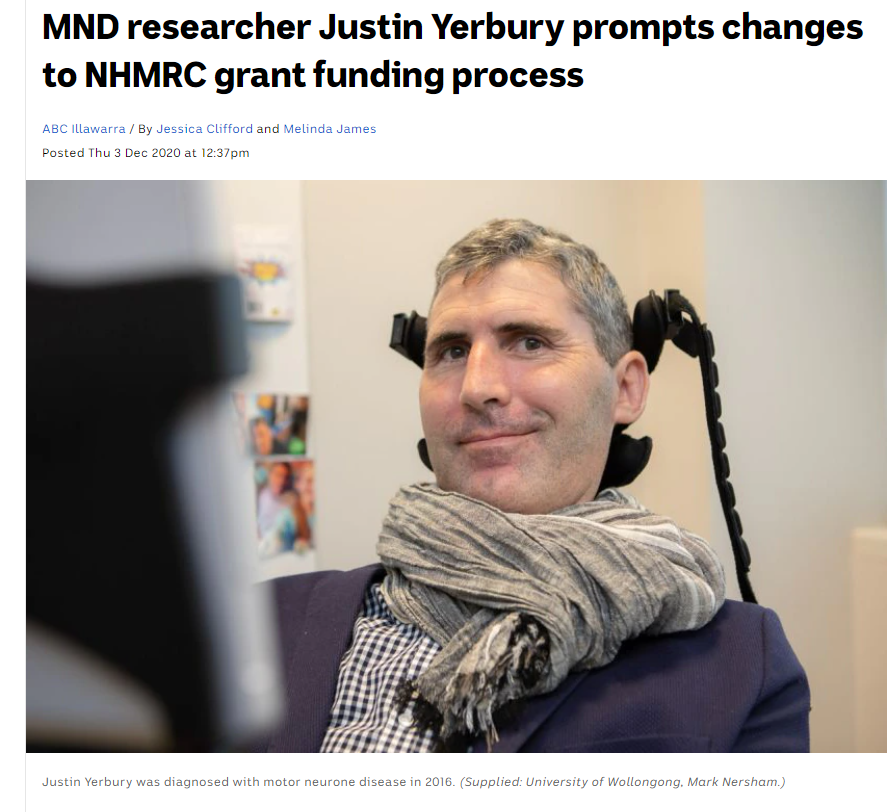 MND researcher Justin Yerbury prompts changes
to NHMRC grant funding process
ABC Illawarra / By Jessica Clifford and Melinda James
Posted Thu 3 Dec 2020 at 12:37pm
Justin Yerbury was diagnosed with motor neurone disease in 2016. (Supplied: University of Wollongong, Mark Nersham.)